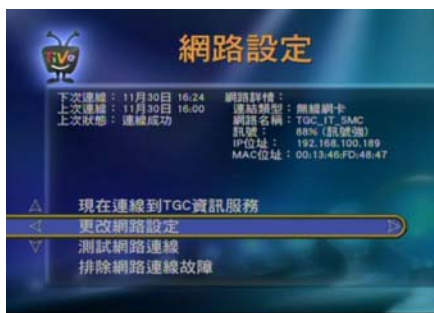 TiVo
網路設定
下次連線：11月30日 16:24
上次連線：11月30日 16:00
上次狀態：連線成功
網路詳情：
連結類型：無線網卡
網路名稱：TGC_IT_SMC
訊號：68% (訊號強)
IP位址：192.168.100.189
MAC位址：00:13:46:FD:48:47
現在連線到TGC資訊服務
更改網路設定
測試網路連線
排除網路連線故障